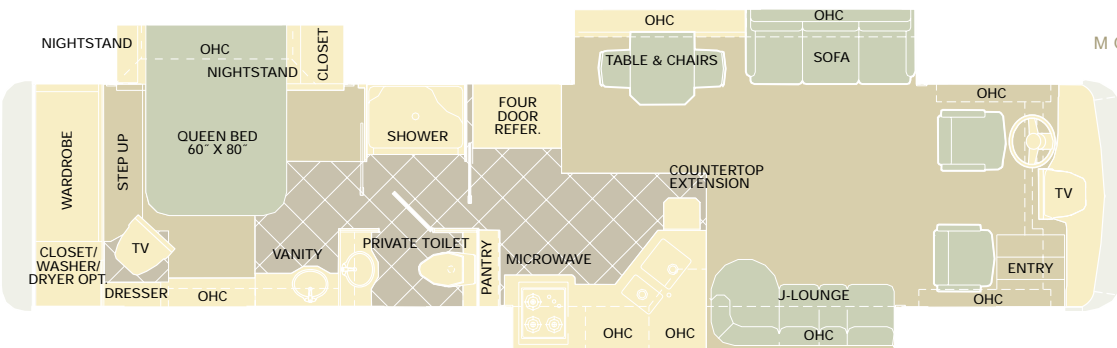 OHC
OHC
NIGHTSTAND
OHC
NIGHTSTAND
CLOSET
TABLE & CHAIRS
SOFA
M
OHC
FOUR
DOOR
REFER.
WARDROBE
STEP UP
QUEEN BED
60˝ X 80˝
SHOWER
COUNTERTOP
EXTENSION
TV
TV
CLOSET/
WASHER/
DRYER OPT.
VANITY
PRIVATE TOILET
PANTRY
MICROWAVE
ENTRY
DRESSER
OHC
J-LOUNGE
OHC
OHC
OHC
OHC